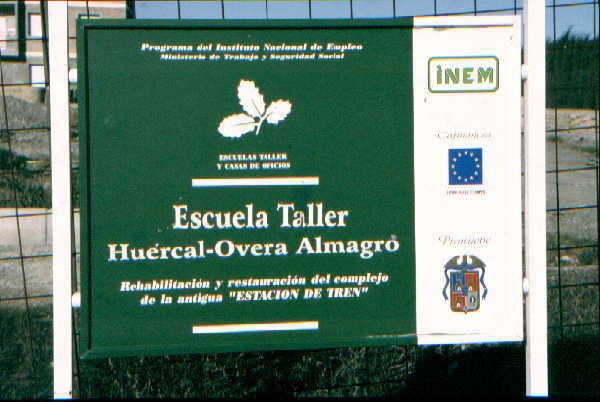 Programa del Instituto Nacional de Empleo
Ministerio de Trabajo y Seguridad Social
ESCUELAS TALLER
Y CASAS DE OFICIOS
Escuela Taller
Huércal-Overa Almagro
Rehabilitación y restauración del complejo
de la antigua "ESTACION DE TREN"
INEM
Cofinancia
Promueve